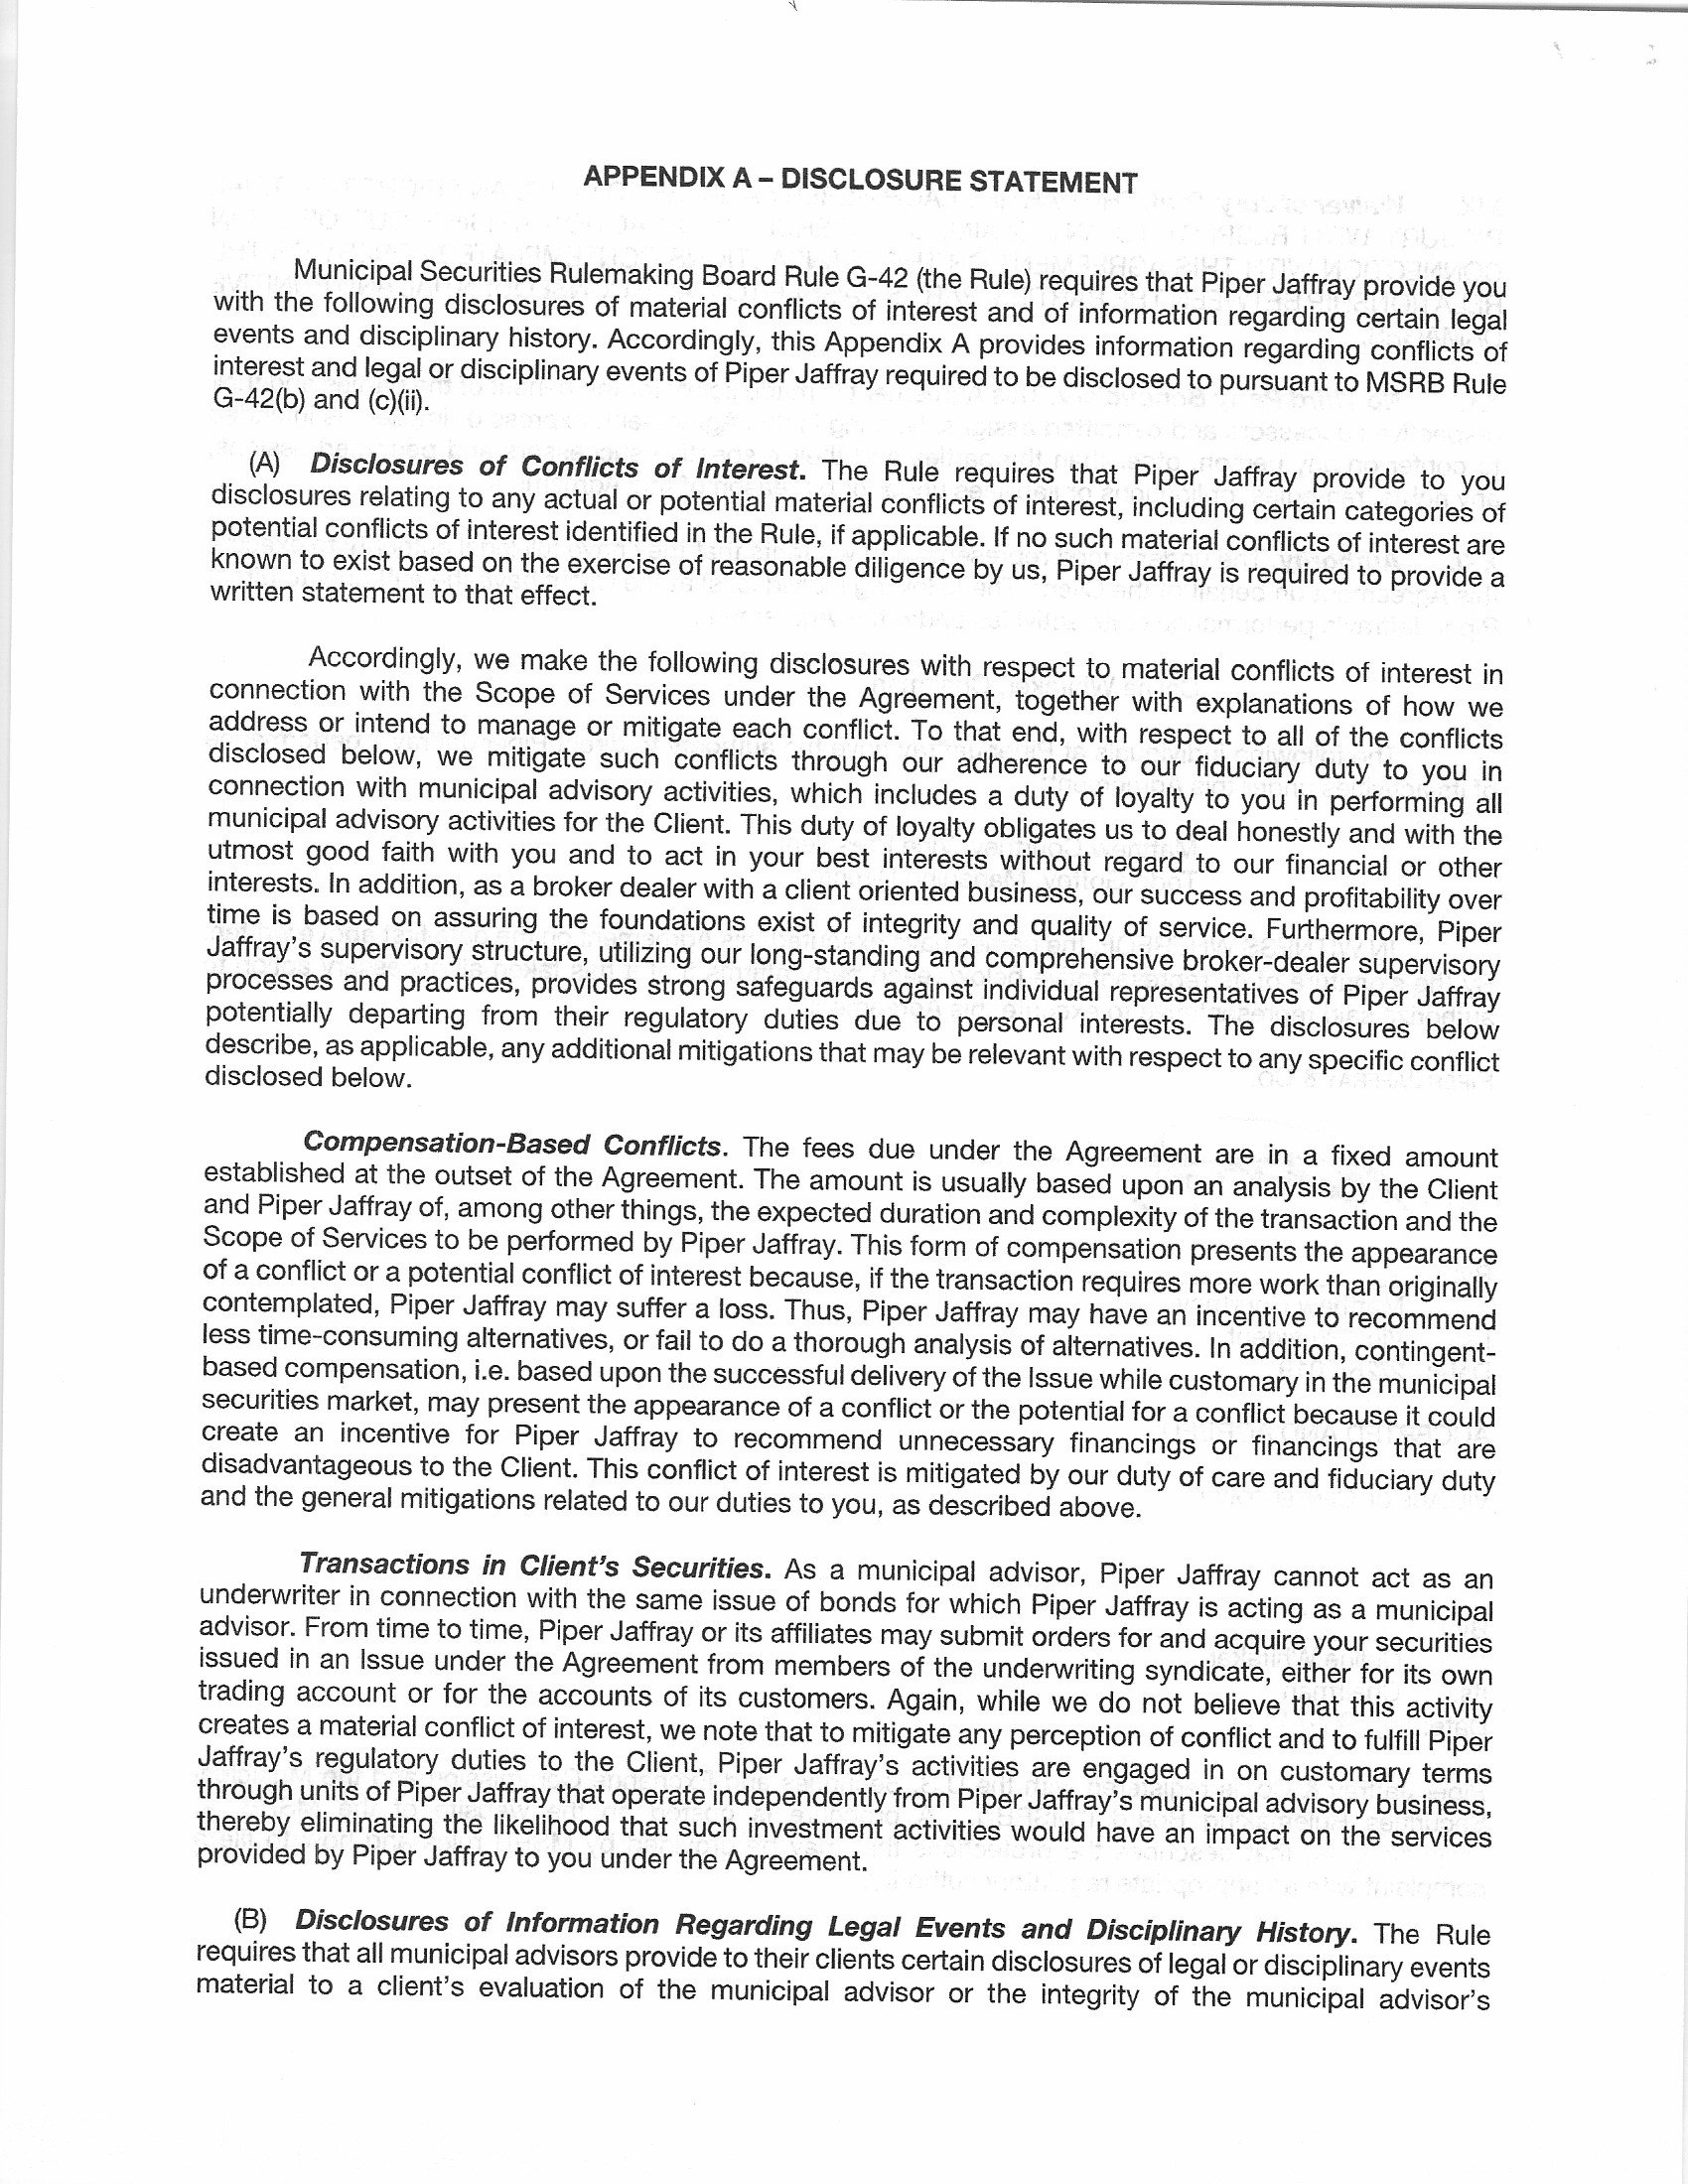 APPENDIX A – DISCLOSURE STATEMENT
Municipal Securities Rulemaking Board Rule G-42 (the Rule) requires that Piper Jaffray provide you
with the following disclosures of material conflicts of interest and of information regarding certain legal
events and disciplinary history. Accordingly, this Appendix A provides information regarding conflicts of
interest and legal or disciplinary events of Piper Jaffray required to be disclosed to pursuant to MSRB Rule
G-42(b) and (c)(ii).
(A) Disclosures of Conflicts of Interest. The Rule requires that Piper Jaffray provide to you
disclosures relating to any actual or potential material conflicts of interest, including certain categories of
potential conflicts of interest identified in the Rule, if applicable. If no such material conflicts of interest are
known to exist based on the exercise of reasonable diligence by us, Piper Jaffray is required to provide a
written statement to that effect.
Accordingly, we make the following disclosures with respect to material conflicts of interest in
connection with the Scope of Services under the Agreement, together with explanations of how we
address or intend to manage or mitigate each conflict. To that end, with respect to all of the conflicts
disclosed below, we mitigate such conflicts through our adherence to our fiduciary duty to you in
connection with municipal advisory activities, which includes a duty of loyalty to you in performing all
municipal advisory activities for the Client. This duty of loyalty obligates us to deal honestly and with the
utmost good faith with you and to act in your best interests without regard to our financial or other
interests. In addition, as a broker dealer with a client oriented business, our success and profitability over
time is based on assuring the foundations exist of integrity and quality of service. Furthermore, Piper
Jaffray's supervisory structure, utilizing our long-standing and comprehensive broker-dealer supervisory
processes and practices, provides strong safeguards against individual representatives of Piper Jaffray
potentially departing from their regulatory duties due to personal interests. The disclosures below
describe, as applicable, any additional mitigations that may be relevant with respect to any specific conflict
disclosed below.
Compensation-Based Conflicts. The fees due under the Agreement are in a fixed amount
established at the outset of the Agreement. The amount is usually based upon an analysis by the Client
and Piper Jaffray of, among other things, the expected duration and complexity of the transaction and the
Scope of Services to be performed by Piper Jaffray. This form of compensation presents the appearance
of a conflict or a potential conflict of interest because, if the transaction requires more work than originally
contemplated, Piper Jaffray may suffer a loss. Thus, Piper Jaffray may have an incentive to recommend
less time-consuming alternatives, or fail to do a thorough analysis of alternatives. In addition, contingent-
based compensation, i.e. based upon the successful delivery of the Issue while customary in the municipal
securities market, may present the appearance of a conflict or the potential for a conflict because it could
create an incentive for Piper Jaffray to recommend unnecessary financings or financings that are
disadvantageous to the Client. This conflict of interest is mitigated by our duty of care and fiduciary duty
and the general mitigations related to our duties to you, as described above.
Transactions in Client's Securities. As a municipal advisor, Piper Jaffray cannot act as an
underwriter in connection with the same issue of bonds for which Piper Jaffray is acting as a municipal
advisor. From time to time, Piper Jaffray or its affiliates may submit orders for and acquire your securities
issued in an Issue under the Agreement from members of the underwriting syndicate, either for its own
trading account or for the accounts of its customers. Again, while we do not believe that this activity
creates a material conflict of interest, we note that to mitigate any perception of conflict and to fulfill Piper
Jaffray's regulatory duties to the Client, Piper Jaffray's activities are engaged in on customary terms
through units of Piper Jaffray that operate independently from Piper Jaffray's municipal advisory business,
thereby eliminating the likelihood that such investment activities would have an impact on the services
provided by Piper Jaffray to you under the Agreement.
(B) Disclosures of Information Regarding Legal Events and Disciplinary History. The Rule
requires that all municipal advisors provide to their clients certain disclosures of legal or disciplinary events
material to a client's evaluation of the municipal advisor or the integrity of the municipal advisor's